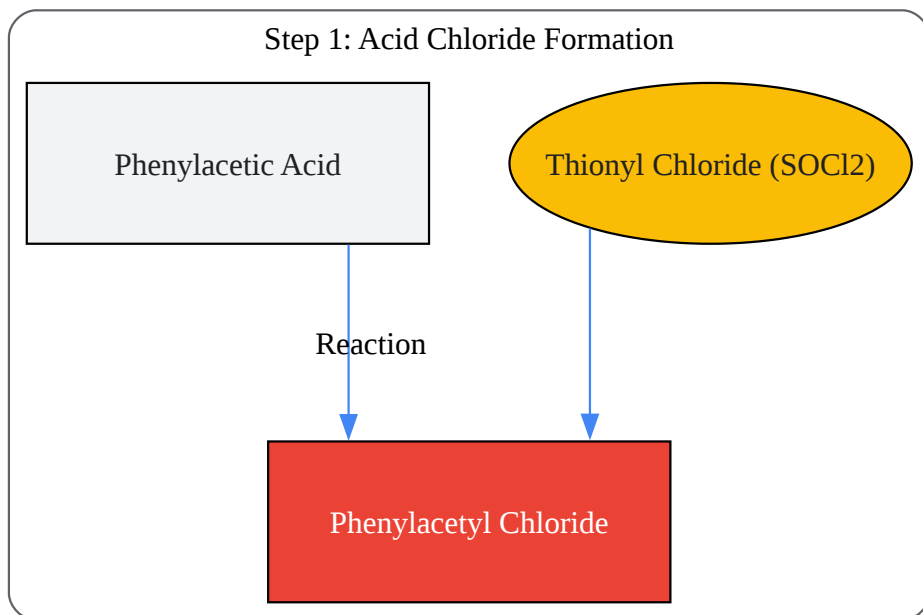 Step 1: Acid Chloride Formation
Phenylacetic Acid
Thionyl Chloride (SOCl2)
Reaction
Phenylacetyl Chloride